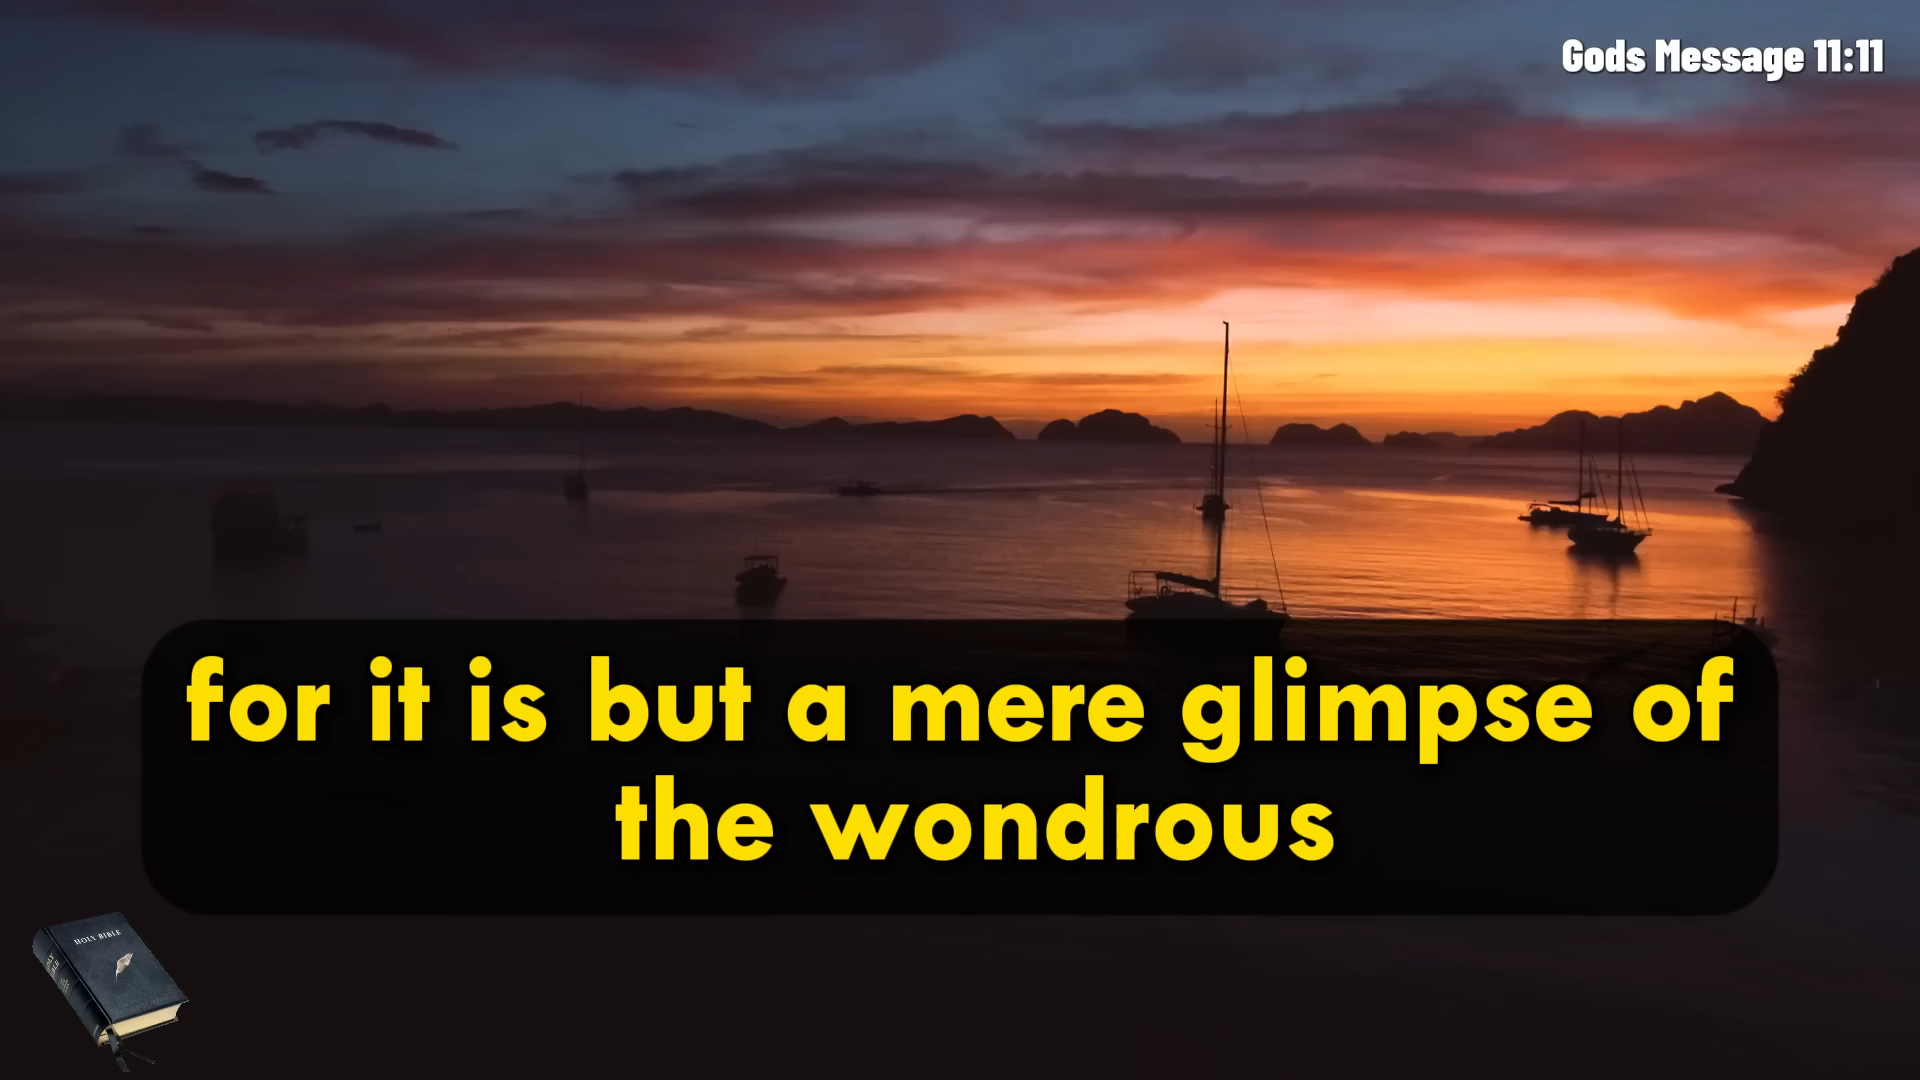 Gods Message 11:11
for it is but a mere glimpse of
the wondrous
HOLY BIBLE